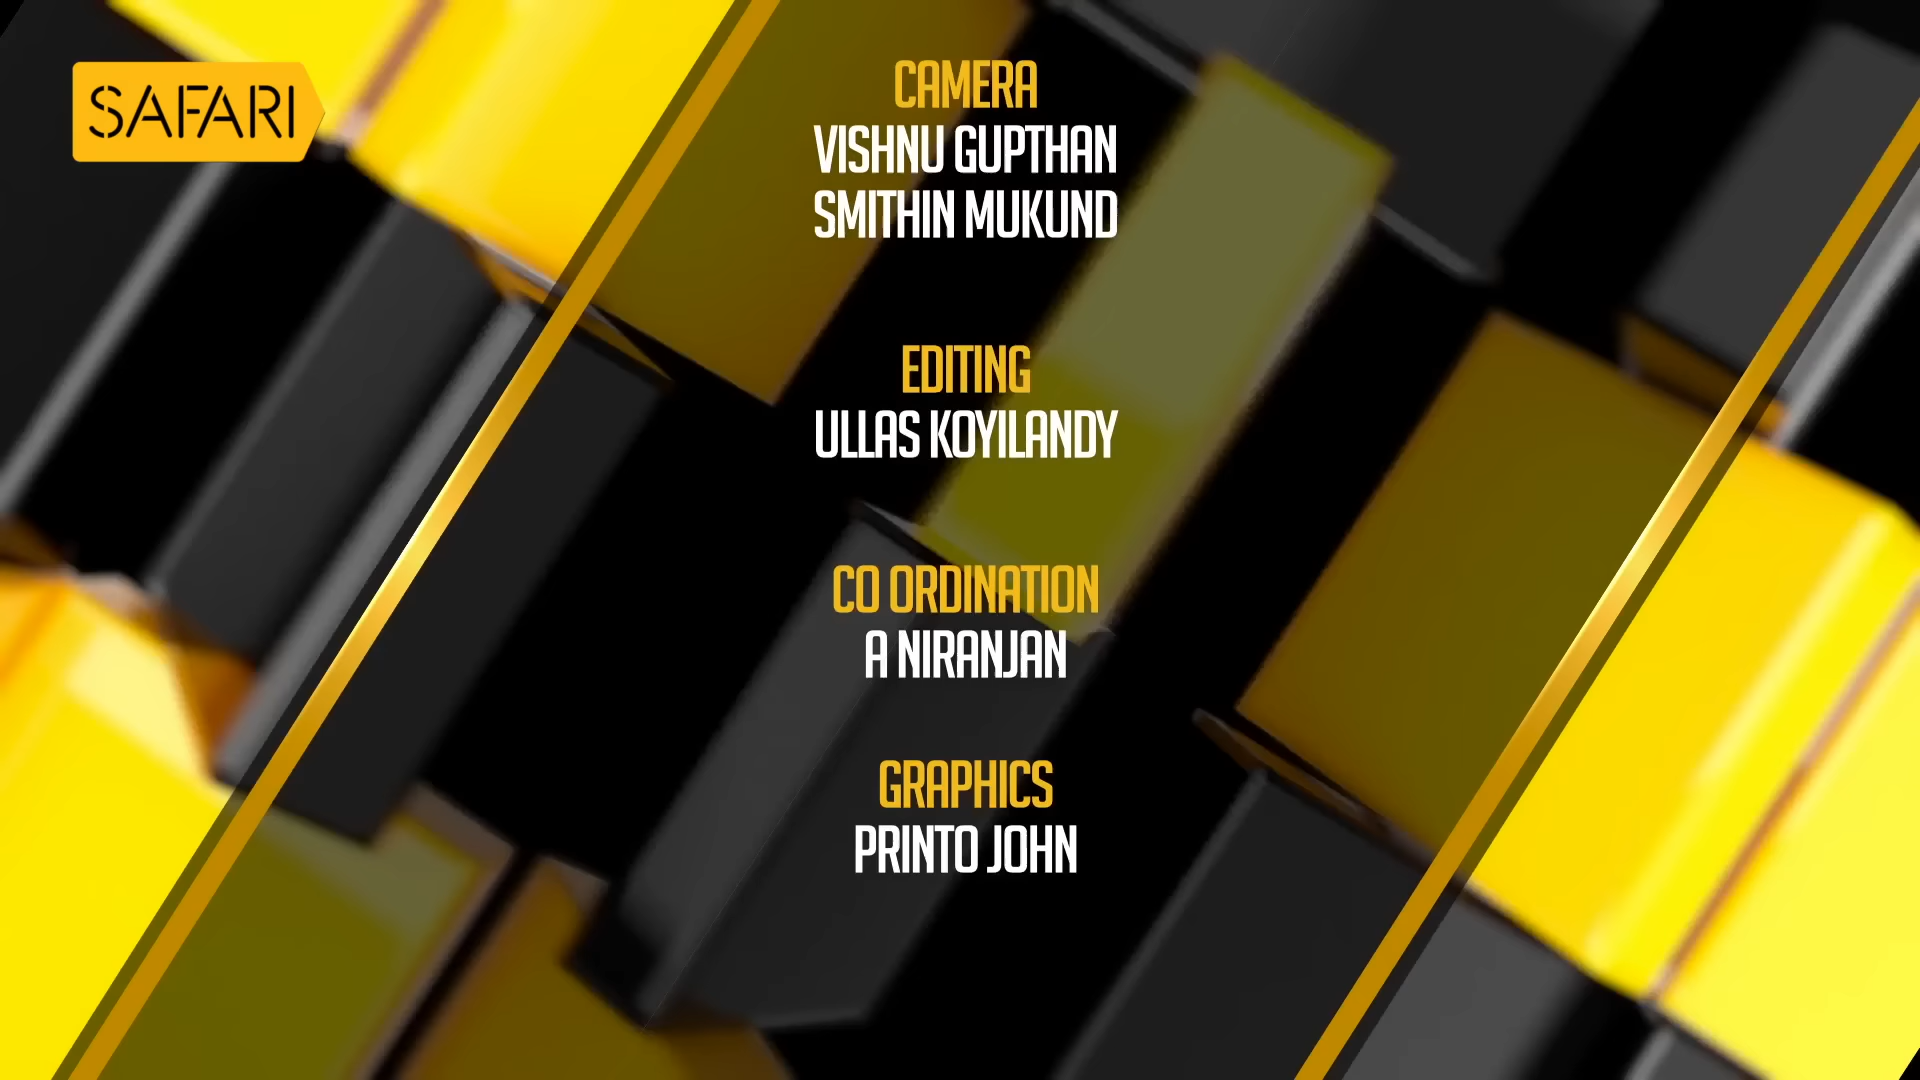 SAFARI
CAMERA
VISHNU GUPTHAN
SMITHIN MUKUND
EDITING
ULLAS KOYILANDY
CO ORDINATION
A NIRANJAN
GRAPHICS
PRINTO JOHN